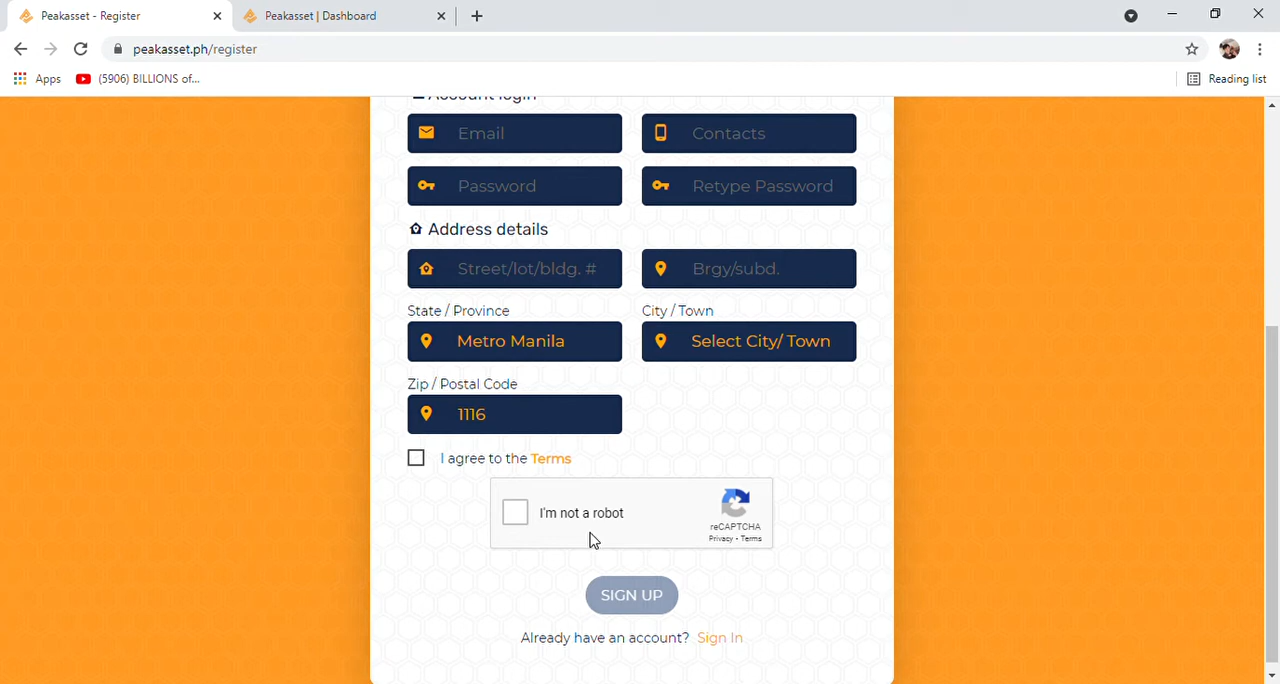 Peakasset - Register
Peakasset | Dashboard
peakasset.ph/register
Apps
(5906) BILLIONS of...
Reading list
Account login
Email
Contacts
Password
Retype Password
Address details
Street/lot/bldg. #
Brgy/subd.
State / Province
City / Town
Metro Manila
Select City/ Town
Zip / Postal Code
1116
I agree to the Terms
I'm not a robot
reCAPTCHA
Privacy - Terms
SIGN UP
Already have an account? Sign In